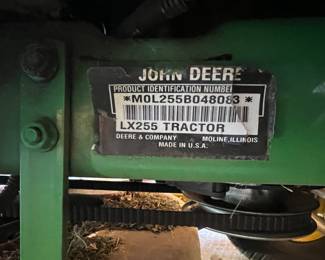 JOHN DEERE
PRODUCT IDENTIFICATION NUMBER
*M0L255B048083*
LX255 TRACTOR
DEERE & COMPANY MOLINE, ILLINOIS
MADE IN U.S.A.